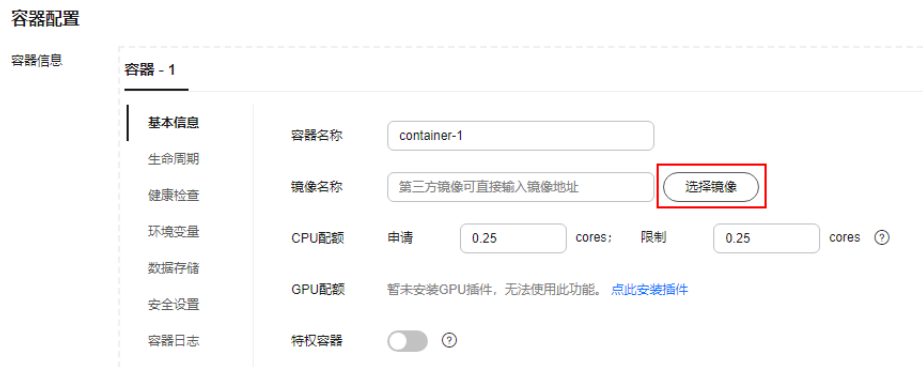 容器配置
容器信息
容器 - 1
基本信息
生命周期
健康检查
环境变量
数据存储
安全设置
容器日志
容器名称 container-1
镜像名称 第三方镜像可直接输入镜像地址 选择镜像
CPU配额 申请 0.25 cores; 限制 0.25 cores ?
GPU配额 暂未安装GPU插件，无法使用此功能。 点此安装插件
特权容器 ?